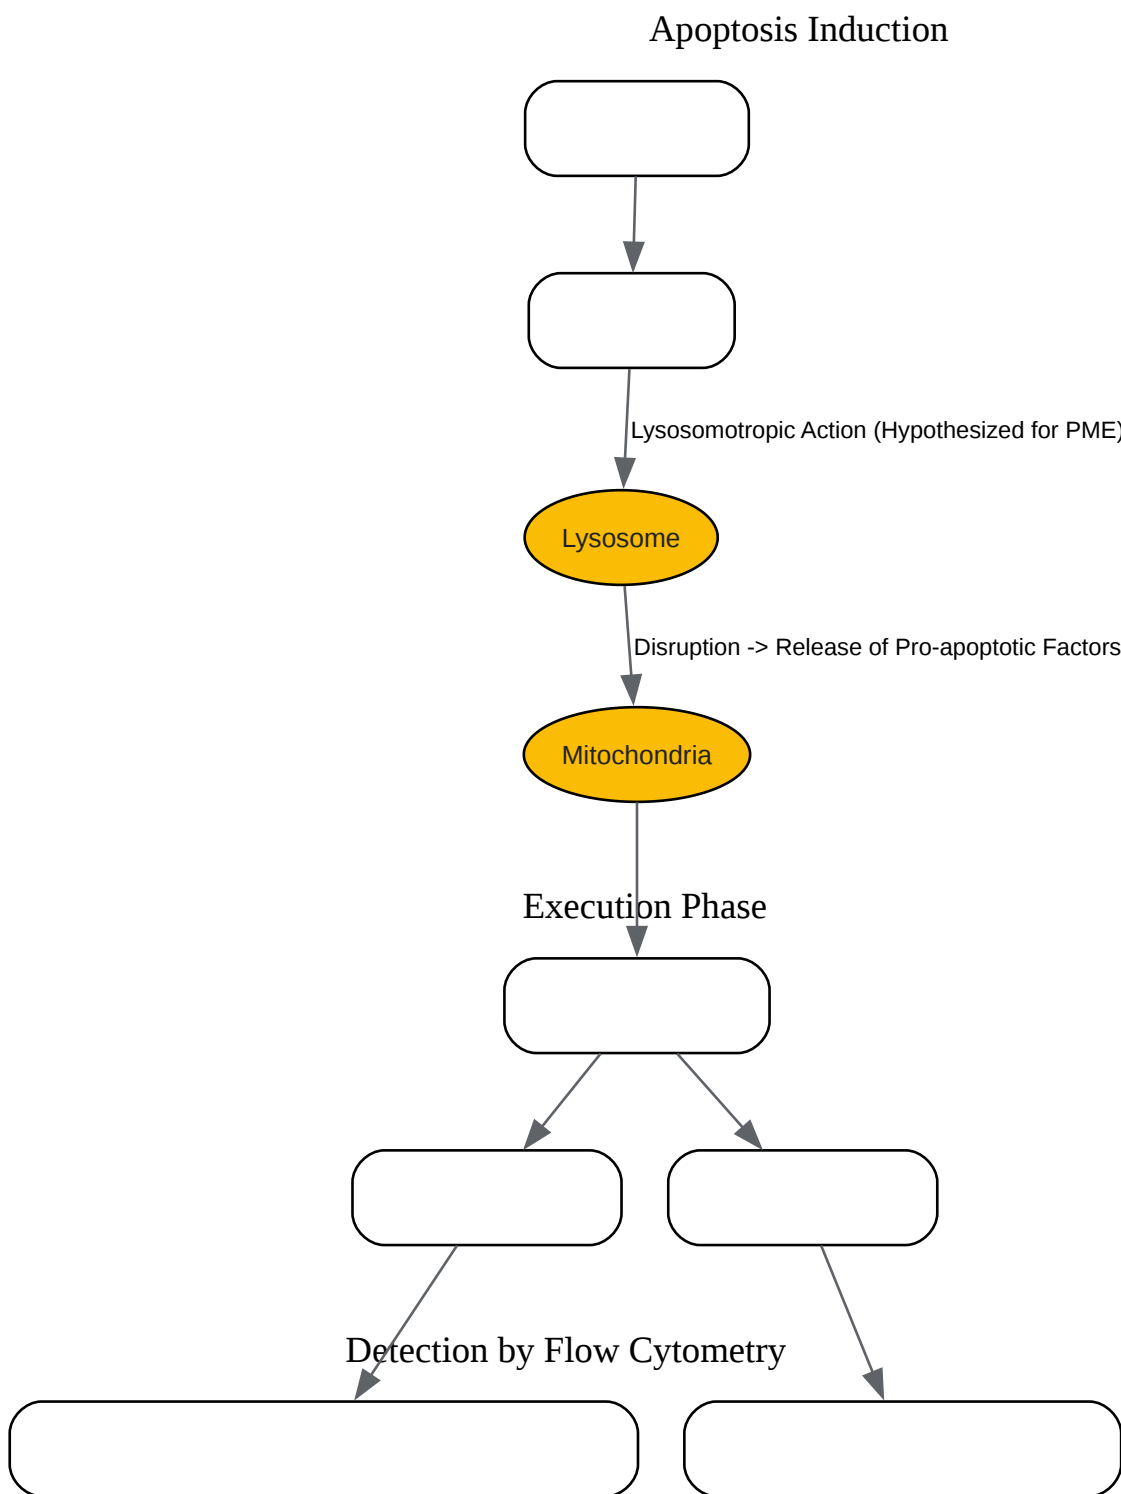 Apoptosis Induction
Lysosomotropic Action (Hypothesized for PME)
Lysosome
Disruption -> Release of Pro-apoptotic Factors
Mitochondria
Execution Phase
Detection by Flow Cytometry